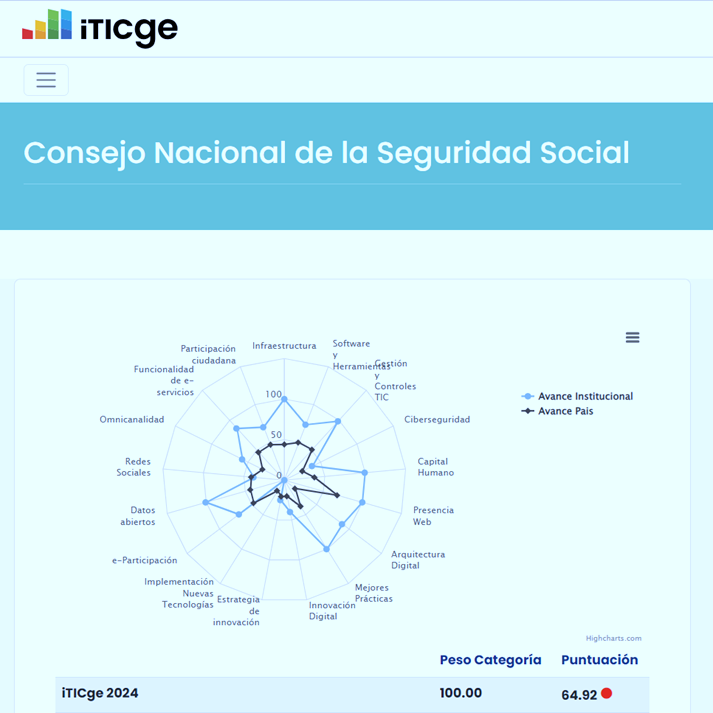 iTICge
Consejo Nacional de la Seguridad Social
Participación
ciudadana
Infraestructura
Software
y
Herramientas
Gestión
y
Controles
TIC
Funcionalidad
de e-
servicios
100
Avance Institucional
Avance Pais
Omnicanalidad
Ciberseguridad
50
Redes
Sociales
0
Capital
Humano
Datos
abiertos
Presencia
Web
e-Participación
Arquitectura
Digital
Implementación
Nuevas
Tecnologías
Estrategia
de
innovación
Innovación
Digital
Mejores
Prácticas
Highcharts.com
Peso Categoría Puntuación
iTICge 2024 100.00 64.92